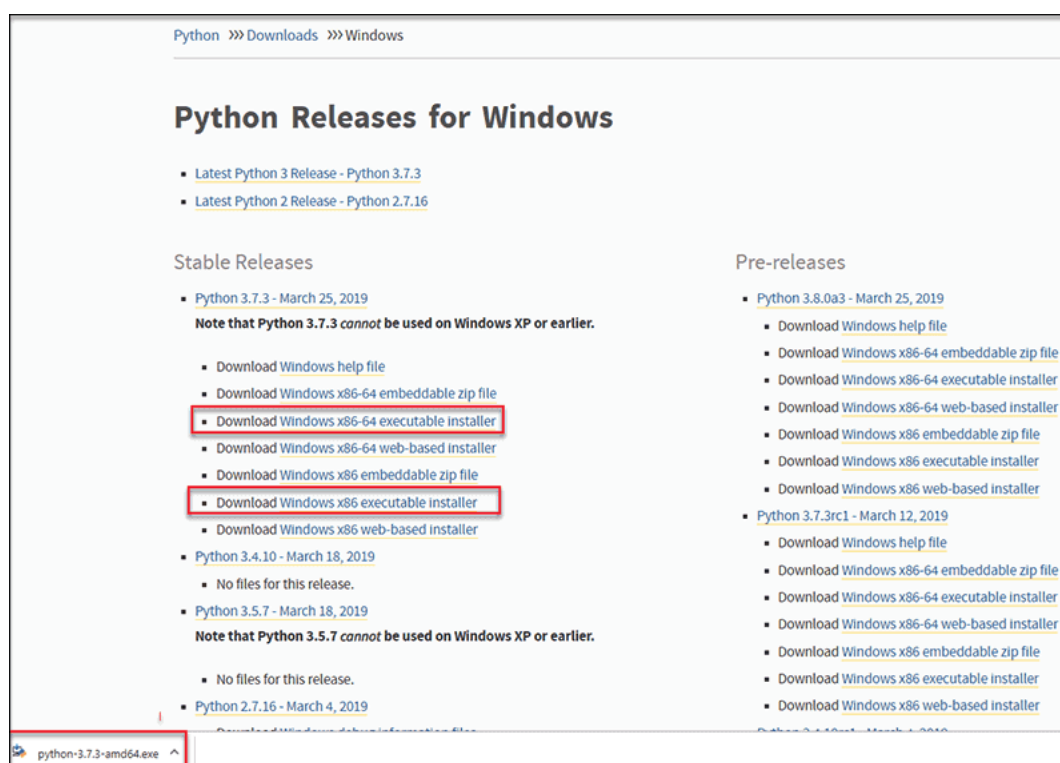 Python >>> Downloads >>> Windows
Python Releases for Windows
Latest Python 3 Release - Python 3.7.3
Latest Python 2 Release - Python 2.7.16
Stable Releases
Python 3.7.3 - March 25, 2019
Note that Python 3.7.3 cannot be used on Windows XP or earlier.
Download Windows help file
Download Windows x86-64 embeddable zip file
Download Windows x86-64 executable installer
Download Windows x86-64 web-based installer
Download Windows x86 embeddable zip file
Download Windows x86 executable installer
Download Windows x86 web-based installer
Python 3.4.10 - March 18, 2019
No files for this release.
Python 3.5.7 - March 18, 2019
Note that Python 3.5.7 cannot be used on Windows XP or earlier.
No files for this release.
Python 2.7.16 - March 4, 2019
Download Windows debug information files
Pre-releases
Python 3.8.0a3 - March 25, 2019
Download Windows help file
Download Windows x86-64 embeddable zip file
Download Windows x86-64 executable installer
Download Windows x86-64 web-based installer
Download Windows x86 embeddable zip file
Download Windows x86 executable installer
Download Windows x86 web-based installer
Python 3.7.3rc1 - March 12, 2019
Download Windows help file
Download Windows x86-64 embeddable zip file
Download Windows x86-64 executable installer
Download Windows x86-64 web-based installer
Download Windows x86 embeddable zip file
Download Windows x86 executable installer
Download Windows x86 web-based installer
python-3.7.3-amd64.exe